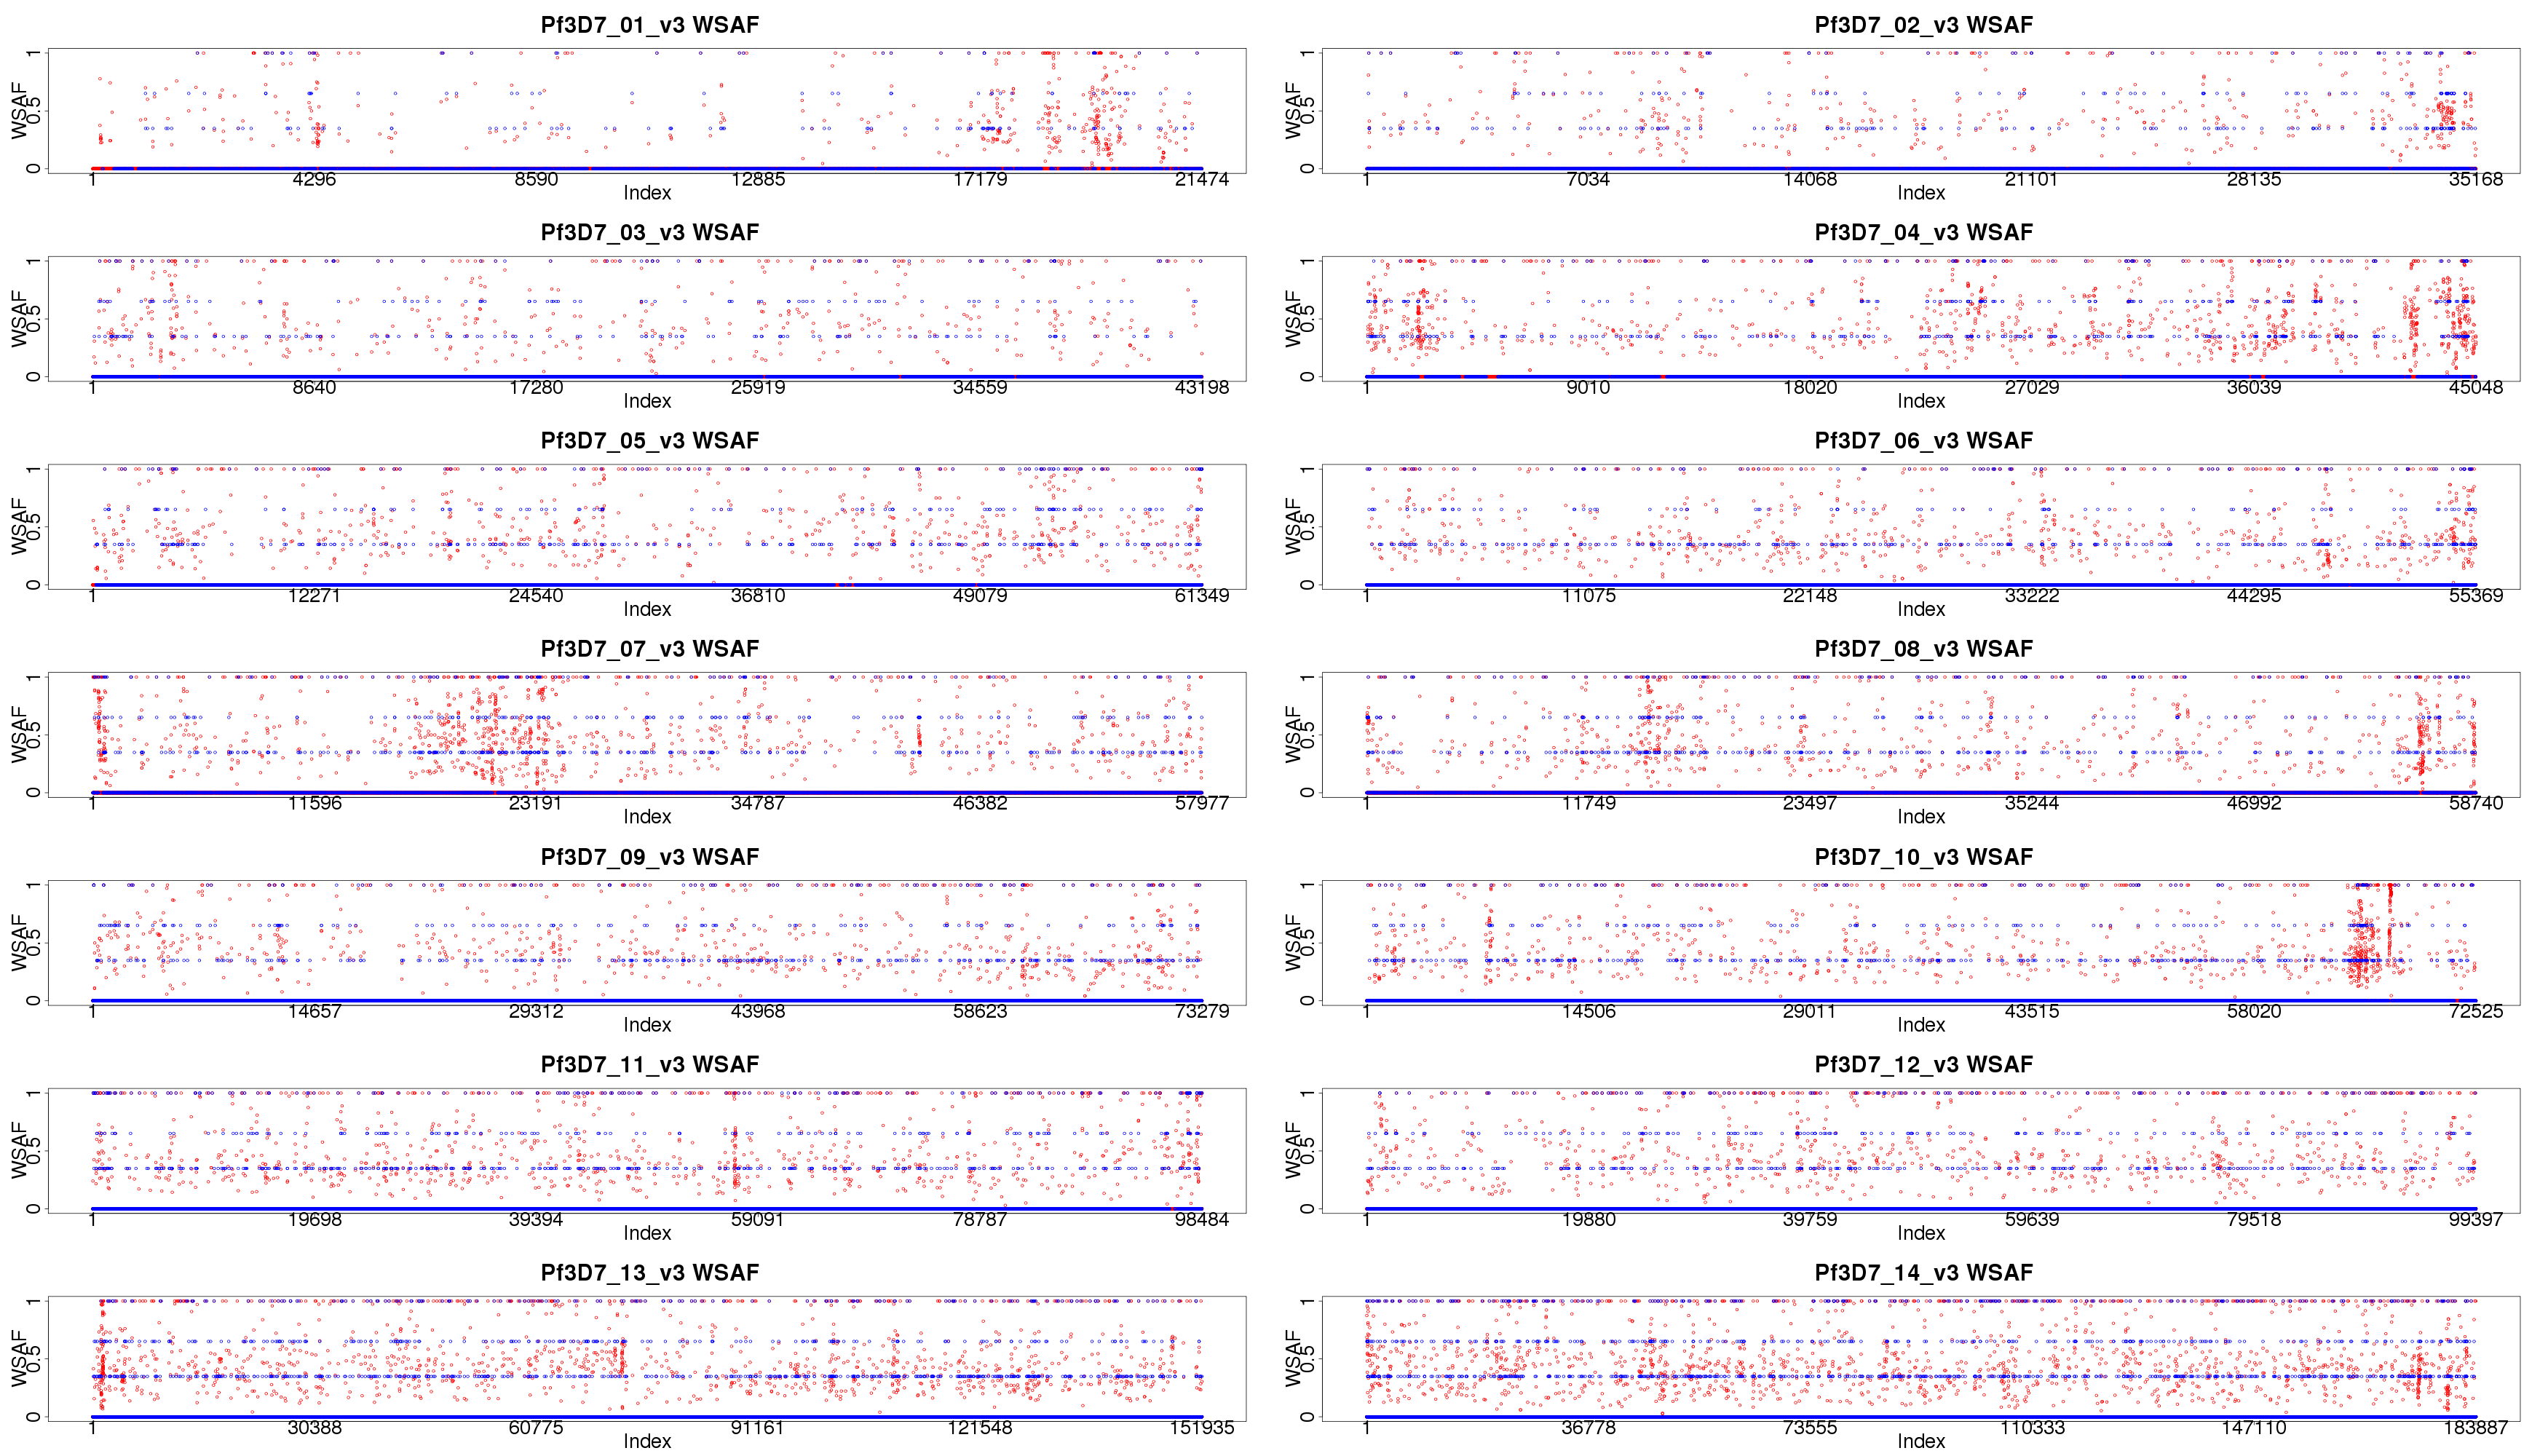 Pf3D7_01_v3 WSAF
WSAF
0 0.5 1
1 4296 8590 12885 17179 21474
Index
Pf3D7_02_v3 WSAF
WSAF
0 0.5 1
1 7034 14068 21101 28135 35168
Index
Pf3D7_03_v3 WSAF
WSAF
0 0.5 1
1 8640 17280 25919 34559 43198
Index
Pf3D7_04_v3 WSAF
WSAF
0 0.5 1
1 9010 18020 27029 36039 45048
Index
Pf3D7_05_v3 WSAF
WSAF
0 0.5 1
1 12271 24540 36810 49079 61349
Index
Pf3D7_06_v3 WSAF
WSAF
0 0.5 1
1 11075 22148 33222 44295 55369
Index
Pf3D7_07_v3 WSAF
WSAF
0 0.5 1
1 11596 23191 34787 46382 57977
Index
Pf3D7_08_v3 WSAF
WSAF
0 0.5 1
1 11749 23497 35244 46992 58740
Index
Pf3D7_09_v3 WSAF
WSAF
0 0.5 1
1 14657 29312 43968 58623 73279
Index
Pf3D7_10_v3 WSAF
WSAF
0 0.5 1
1 14506 29011 43515 58020 72525
Index
Pf3D7_11_v3 WSAF
WSAF
0 0.5 1
1 19698 39394 59091 78787 98484
Index
Pf3D7_12_v3 WSAF
WSAF
0 0.5 1
1 19880 39759 59639 79518 99397
Index
Pf3D7_13_v3 WSAF
WSAF
0 0.5 1
1 30388 60775 91161 121548 151935
Index
Pf3D7_14_v3 WSAF
WSAF
0 0.5 1
1 36778 73555 110333 147110 183887
Index